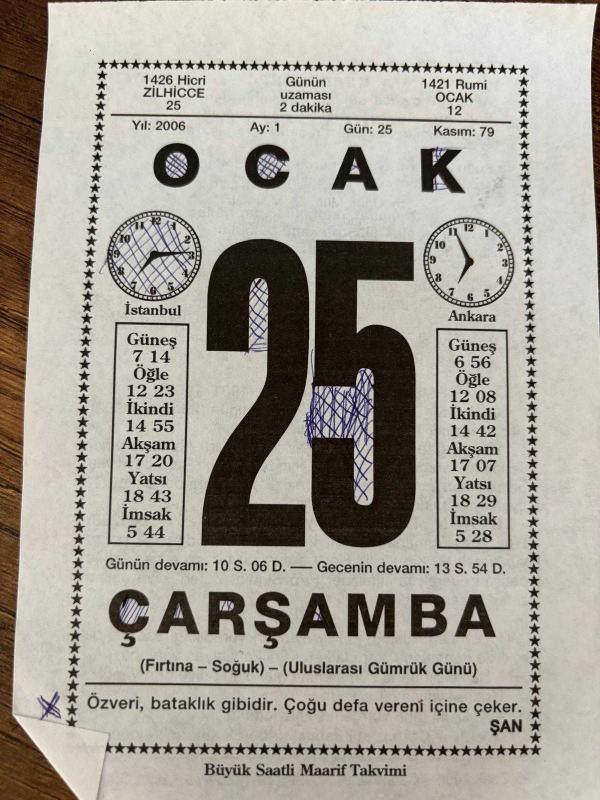 1426 Hicri
ZİLHİCCE
25
Günün
uzaması
2 dakika
1421 Rumi
OCAK
12
Yıl: 2006 Ay: 1 Gün: 25 Kasım: 79
OCAK
25
İstanbul
Güneş
7 14
Öğle
12 23
İkindi
14 55
Akşam
17 20
Yatsı
18 43
İmsak
5 44
Ankara
Güneş
6 56
Öğle
12 08
İkindi
14 42
Akşam
17 07
Yatsı
18 29
İmsak
5 28
Günün devamı: 10 S. 06 D. — Gecenin devamı: 13 S. 54 D.
ÇARŞAMBA
(Fırtına – Soğuk) – (Uluslarası Gümrük Günü)
Özveri, bataklık gibidir. Çoğu defa vereni içine çeker.
ŞAN
Büyük Saatli Maarif Takvimi